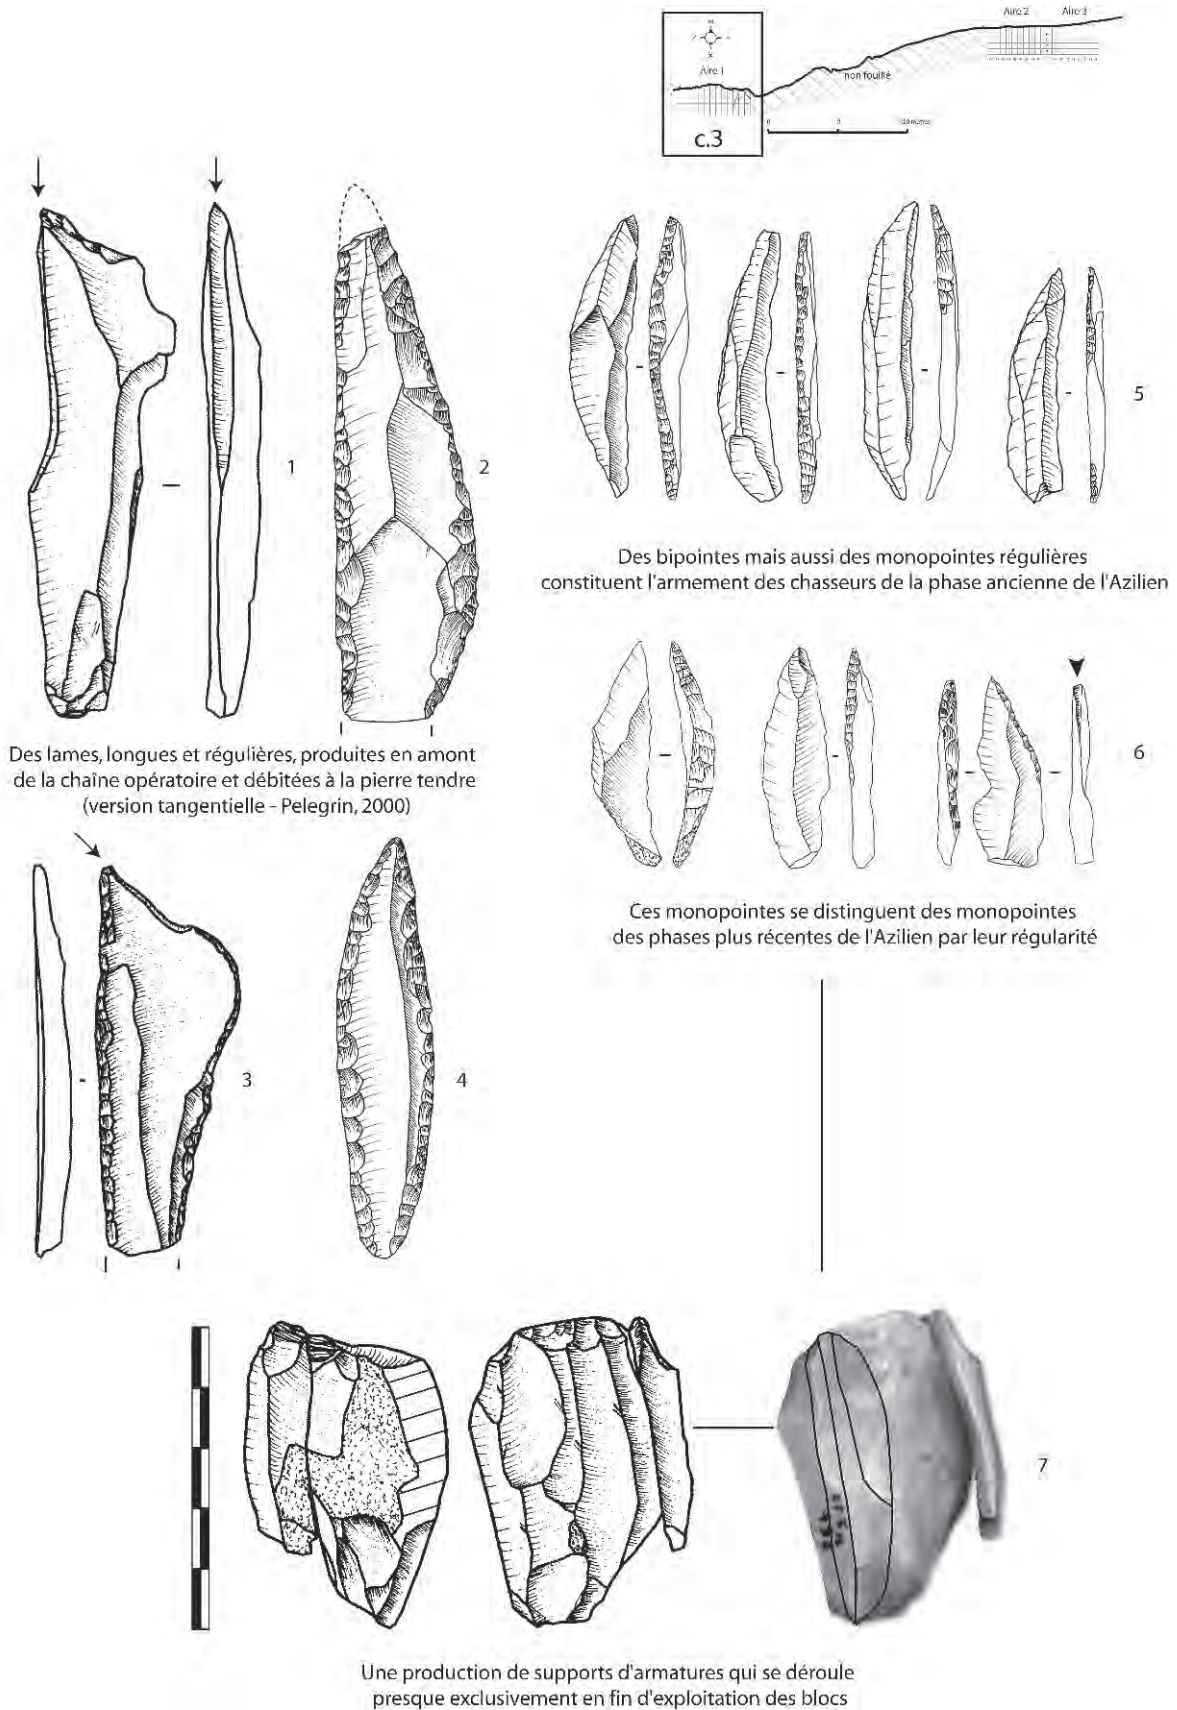 Aire 2 Aire 3
Aire 1
non fouillé
c.3
1
2
5
Des bipointes mais aussi des monopointes régulières
constituent l'armement des chasseurs de la phase ancienne de l'Azilien
6
Des lames, longues et régulières, produites en amont
de la chaîne opératoire et débitées à la pierre tendre
(version tangentielle - Pelegrin, 2000)
Ces monopointes se distinguent des monopointes
des phases plus récentes de l'Azilien par leur régularité
3
4
7
Une production de supports d'armatures qui se déroule
presque exclusivement en fin d'exploitation des blocs